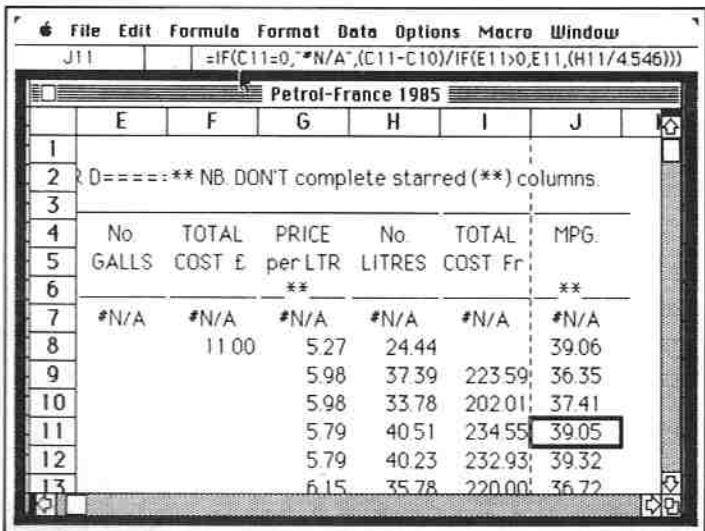 File Edit Formula Format Data Options Macro Window
J11 =IF(C11=0,"#N/A",(C11-C10)/IF(E11>0,E11,(H11/4.546)))
Petrol-France 1985
E F G H I J
1
2 R D====:** NB. DON'T complete starred (**) columns.
3
4 No. TOTAL PRICE No. TOTAL MPG.
5 GALLS COST £ per LTR LITRES COST Fr
6 ** **
7 #N/A #N/A #N/A #N/A #N/A #N/A
8 11.00 5.27 24.44 39.06
9 5.98 37.39 223.59 36.35
10 5.98 33.78 202.01 37.41
11 5.79 40.51 234.55 39.05
12 5.79 40.23 232.93 39.32
13 6.15 35.78 220.00 36.72